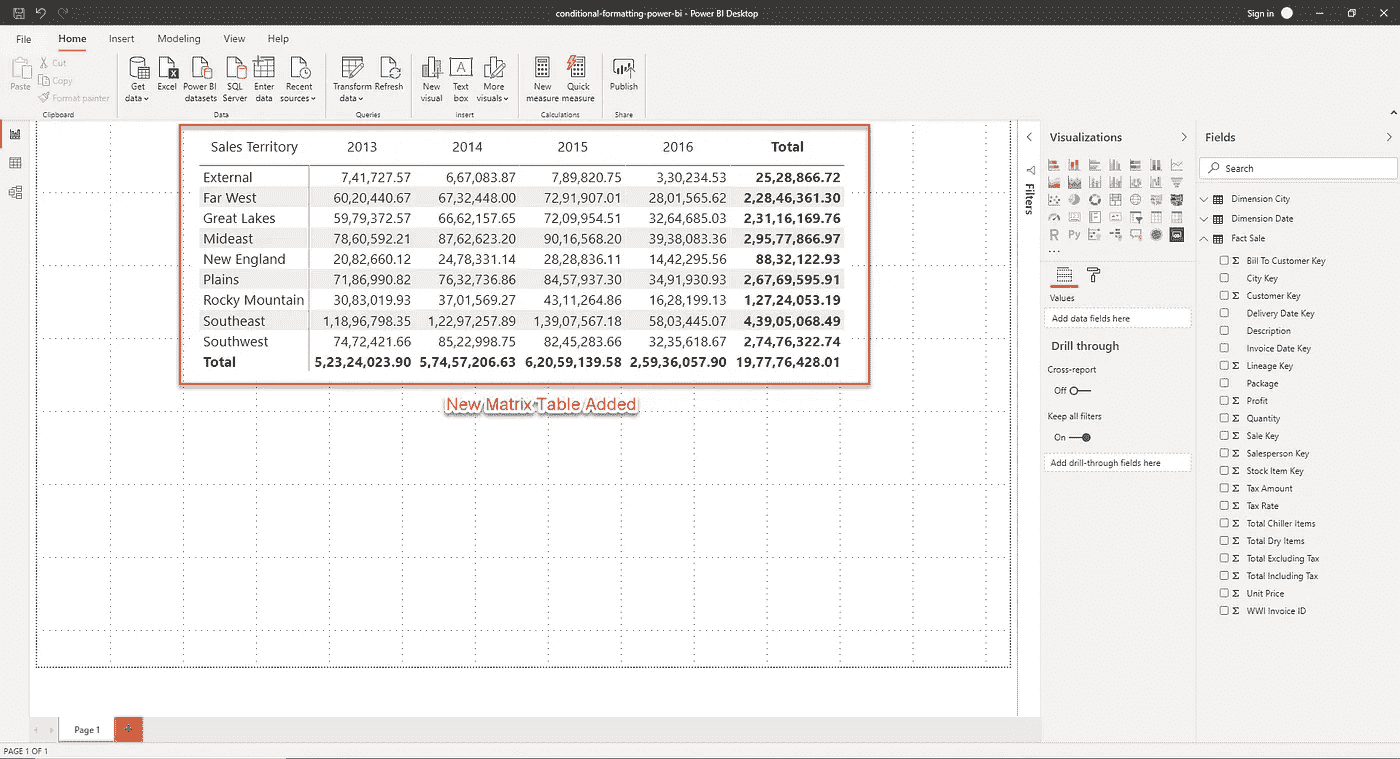 conditional-formatting-power-bi - Power BI Desktop
Sign in
File Home Insert Modeling View Help
Paste
Cut
Copy
Format painter
Clipboard
Get data
Excel
Power BI datasets
SQL Server
Enter data
Recent sources
Data
Transform data
Refresh
Queries
New visual
Text box
More visuals
Insert
New measure
Quick measure
Calculations
Publish
Share
Sales Territory 2013 2014 2015 2016 Total
External 7,41,727.57 6,67,083.87 7,89,820.75 3,30,234.53 25,28,866.72
Far West 60,20,440.67 67,32,448.00 72,91,907.01 28,01,565.62 2,28,46,361.30
Great Lakes 59,79,372.57 66,62,157.65 72,09,954.51 32,64,685.03 2,31,16,169.76
Mideast 78,60,592.21 87,62,623.20 90,16,568.20 39,38,083.36 2,95,77,866.97
New England 20,82,660.12 24,78,331.14 28,28,836.11 14,42,295.56 88,32,122.93
Plains 71,86,990.82 76,32,736.86 84,57,937.30 34,91,930.93 2,67,69,595.91
Rocky Mountain 30,83,019.93 37,01,569.27 43,11,264.86 16,28,199.13 1,27,24,053.19
Southeast 1,18,96,798.35 1,22,97,257.89 1,39,07,567.18 58,03,445.07 4,39,05,068.49
Southwest 74,72,421.66 85,22,998.75 82,45,283.66 32,35,618.67 2,74,76,322.74
Total 5,23,24,023.90 5,74,57,206.63 6,20,59,139.58 2,59,36,057.90 19,77,76,428.01
New Matrix Table Added
Filters
Visualizations
R Py
Values
Add data fields here
Drill through
Cross-report
Off
Keep all filters
On
Add drill-through fields here
Fields
Search
Dimension City
Dimension Date
Fact Sale
Bill To Customer Key
City Key
Customer Key
Delivery Date Key
Description
Invoice Date Key
Lineage Key
Package
Profit
Quantity
Sale Key
Salesperson Key
Stock Item Key
Tax Amount
Tax Rate
Total Chiller Items
Total Dry Items
Total Excluding Tax
Total Including Tax
Unit Price
WWI Invoice ID
Page 1
PAGE 1 OF 1